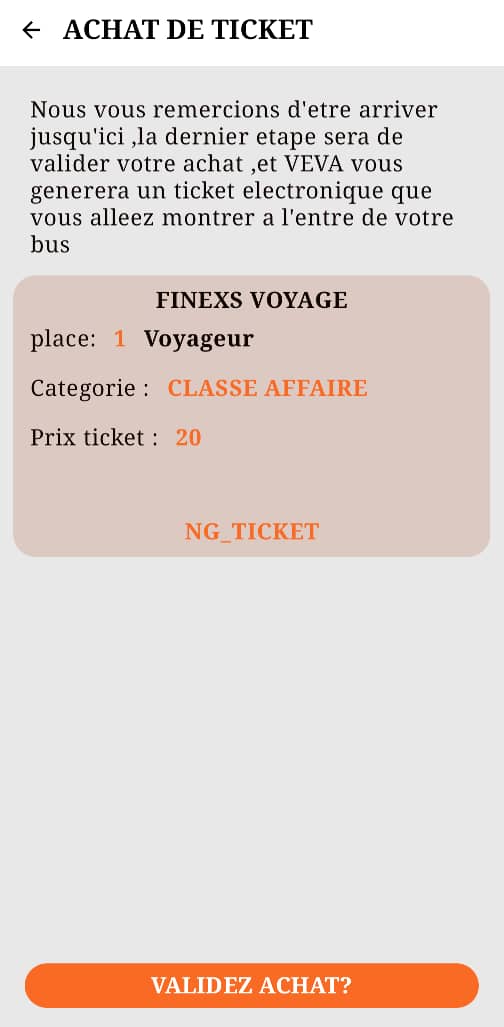 ACHAT DE TICKET
Nous vous remercions d'etre arriver
jusqu'ici ,la dernier etape sera de
valider votre achat ,et VEVA vous
generera un ticket electronique que
vous alleez montrer a l'entre de votre
bus
FINEXS VOYAGE
place: 1 Voyageur
Categorie : CLASSE AFFAIRE
Prix ticket : 20
NG_TICKET
VALIDEZ ACHAT?